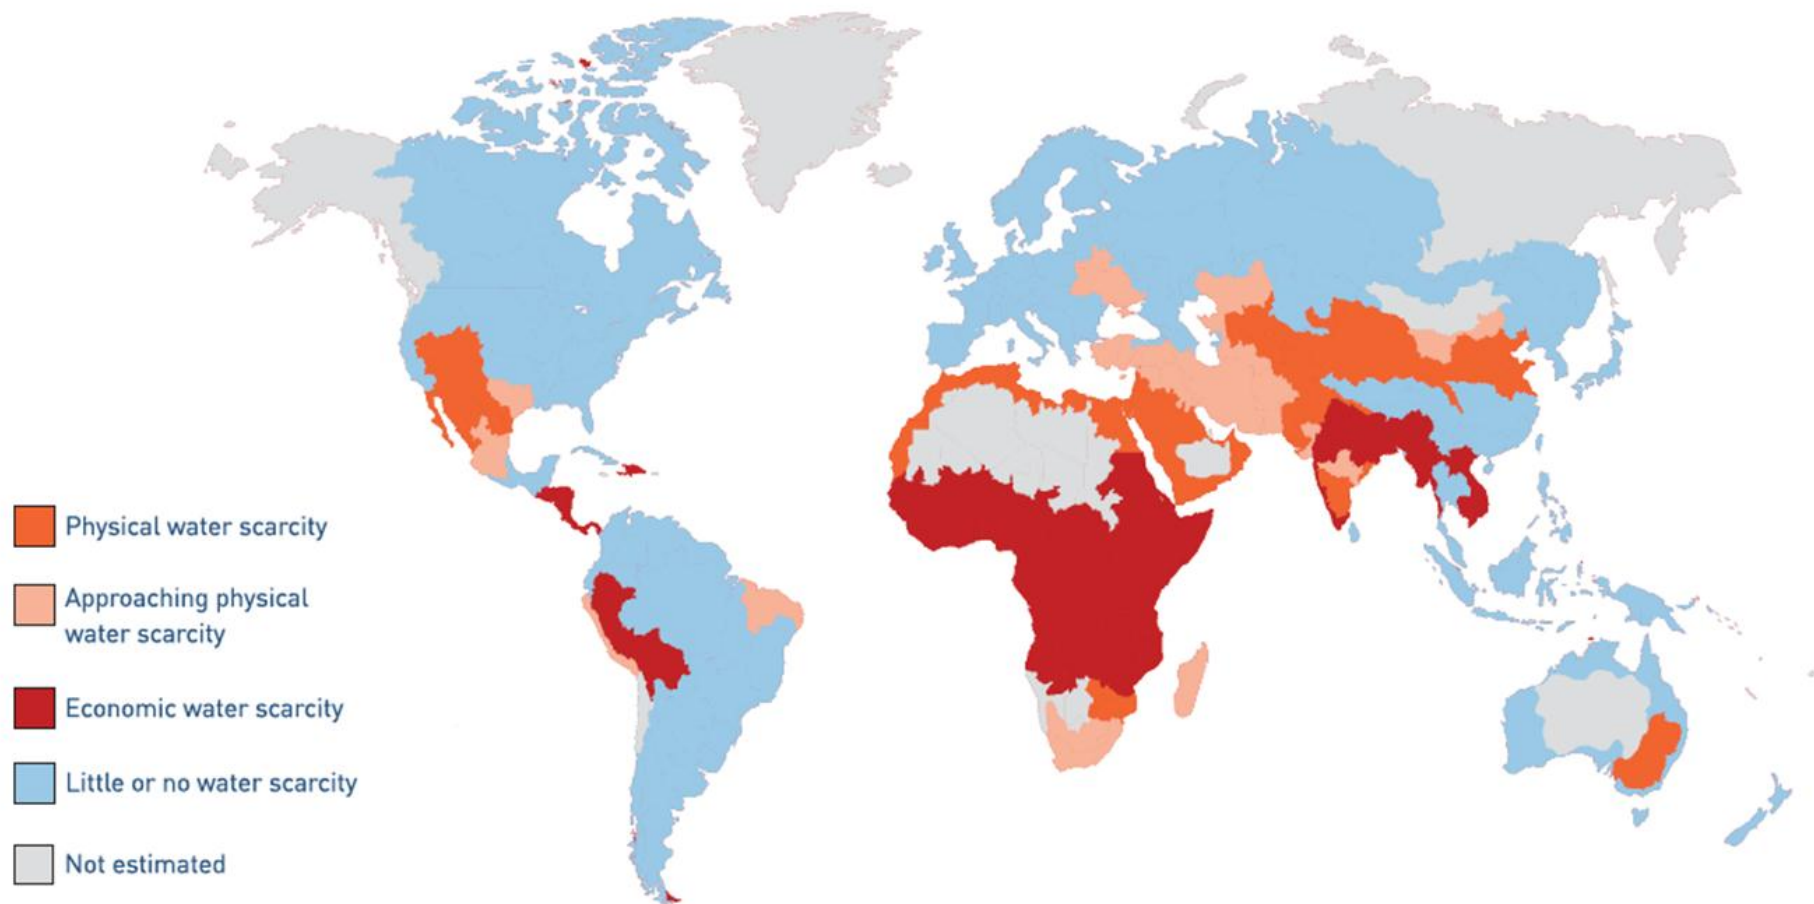 Physical water scarcity
Approaching physical
water scarcity
Economic water scarcity
Little or no water scarcity
Not estimated